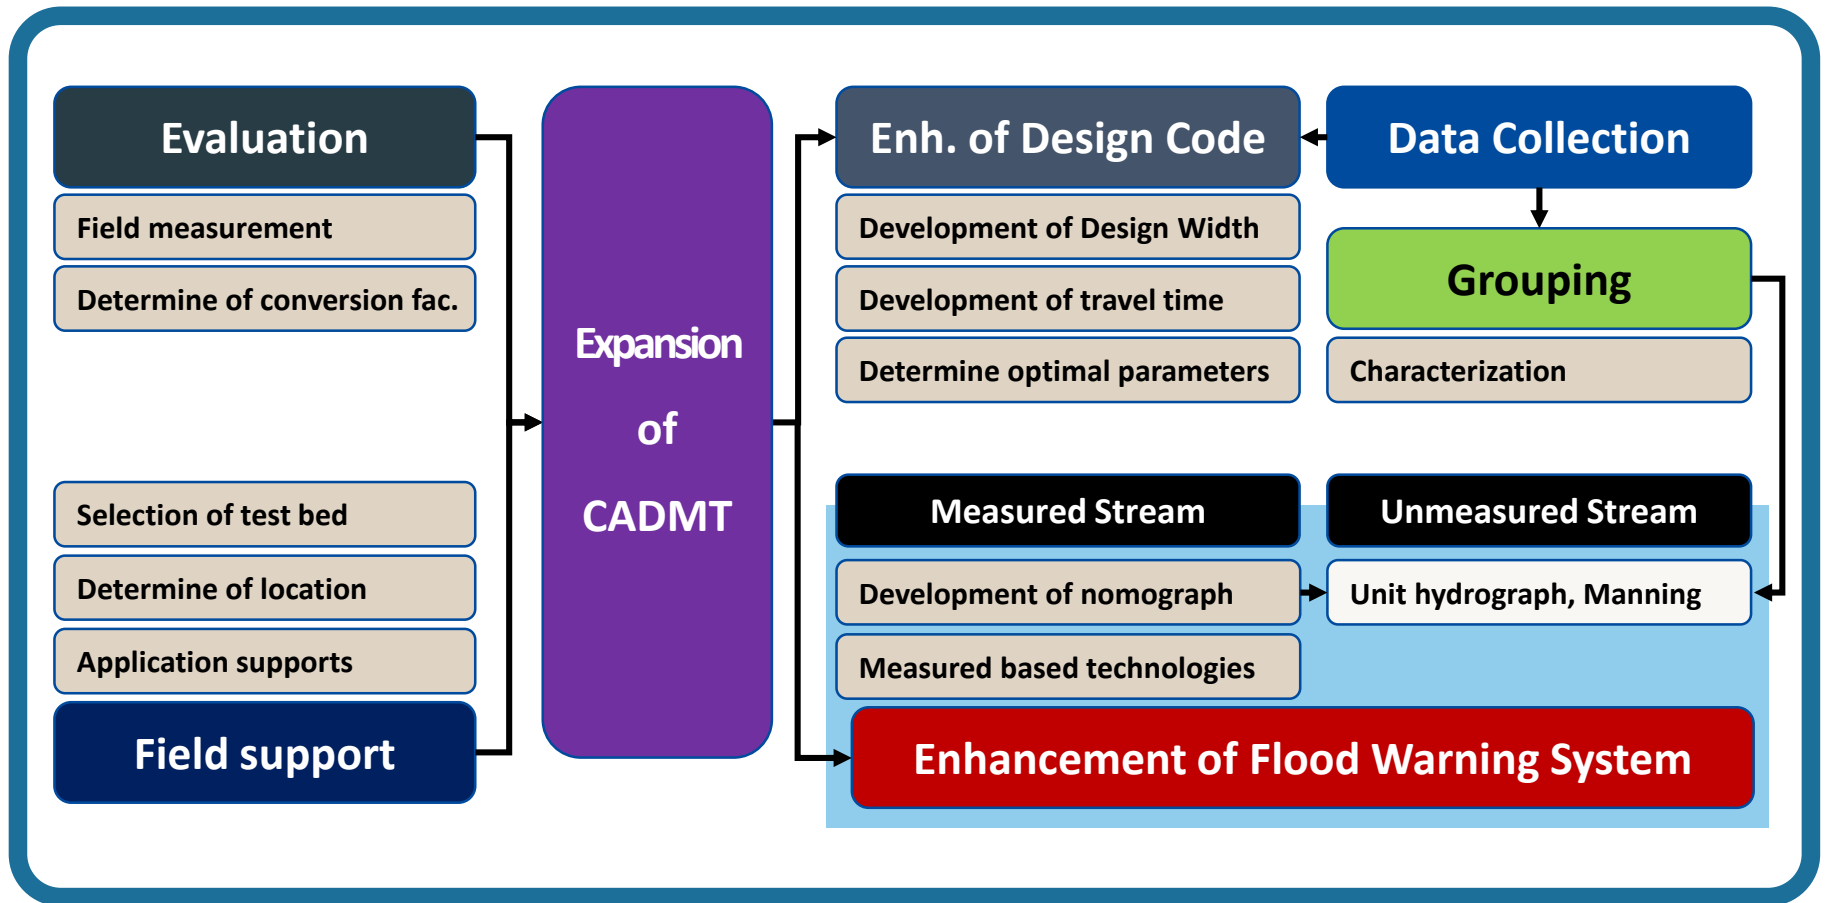 Evaluation
Field measurement
Determine of conversion fac.
Selection of test bed
Determine of location
Application supports
Field support
Expansion
of
CADMT
Enh. of Design Code
Development of Design Width
Development of travel time
Determine optimal parameters
Data Collection
Grouping
Characterization
Measured Stream
Unmeasured Stream
Development of nomograph
Unit hydrograph, Manning
Measured based technologies
Enhancement of Flood Warning System